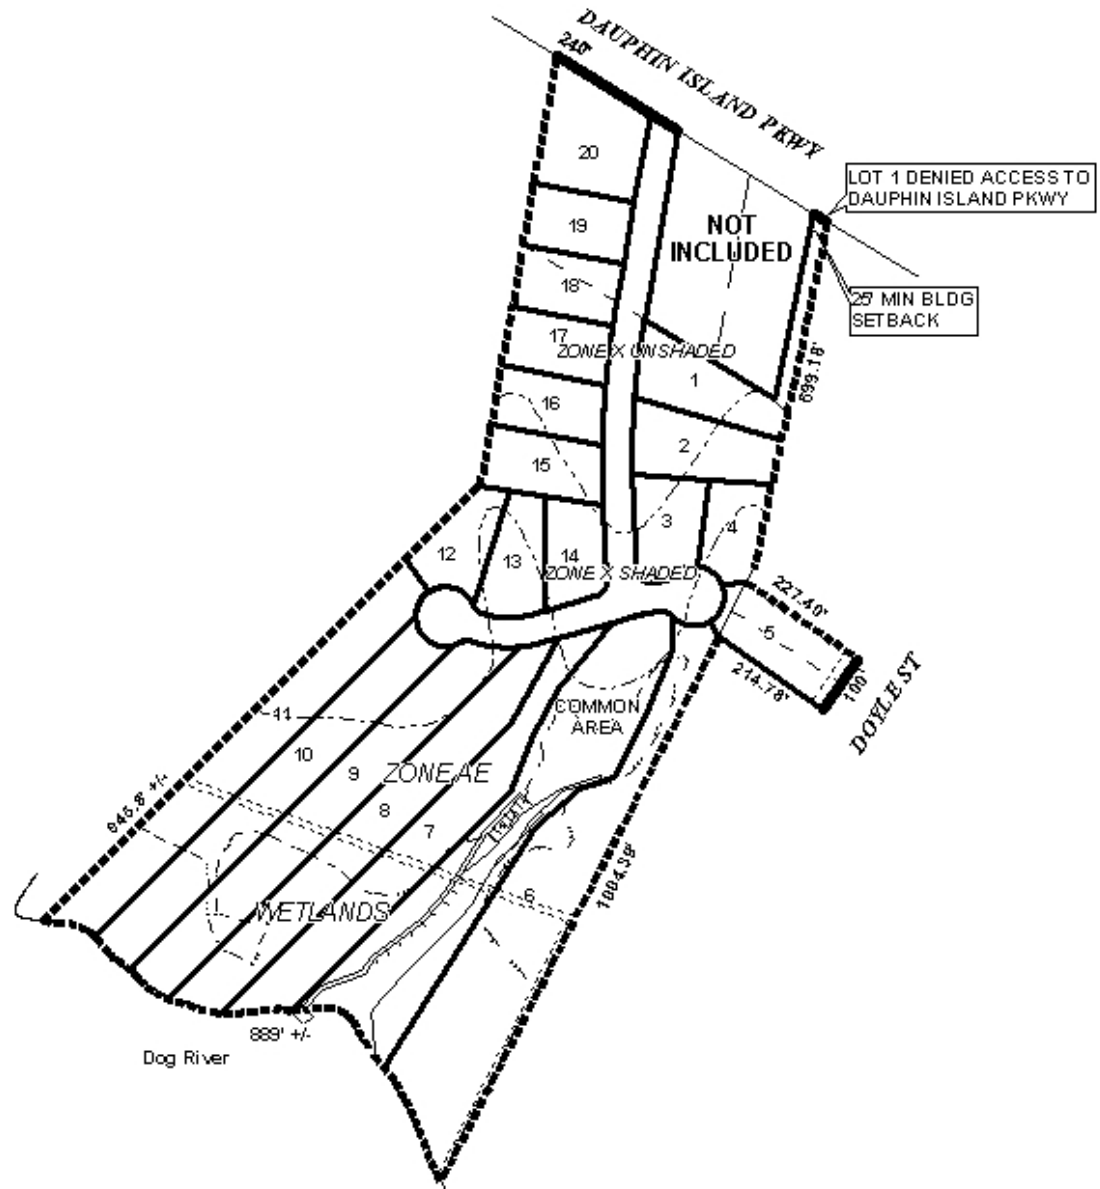 DAUPHIN ISLAND PKWY
240'
20
LOT 1 DENIED ACCESS TO
DAUPHIN ISLAND PKWY
19
NOT
INCLUDED
18
25' MIN BLDG
SETBACK
17
ZONE X UNSHADED
699.18'
1
16
2
15
3
4
12
13
14
ZONE X SHADED
227.40'
5
214.78'
100'
DOYLE ST
COMMON
AREA
11
10
9
ZONE AE
8
7
845.8' +/-
6
1004.39'
WETLANDS
889' +/-
Dog River